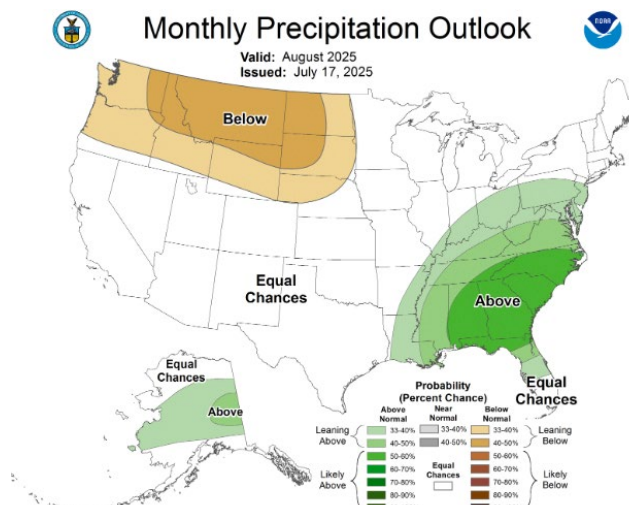 Monthly Precipitation Outlook
NOAA
Valid: August 2025
Issued: July 17, 2025
Below
Equal
Chances
Above
Equal
Chances
Equal
Chances
Above
Probability
(Percent Chance)
Above
Normal
Near
Normal
Below
Normal
Leaning
Above
33-40%
40-50%
33-40%
40-50%
33-40%
40-50%
Leaning
Below
Likely
Above
50-60%
60-70%
70-80%
80-90%
Equal
Chances
50-60%
60-70%
70-80%
80-90%
Likely
Below